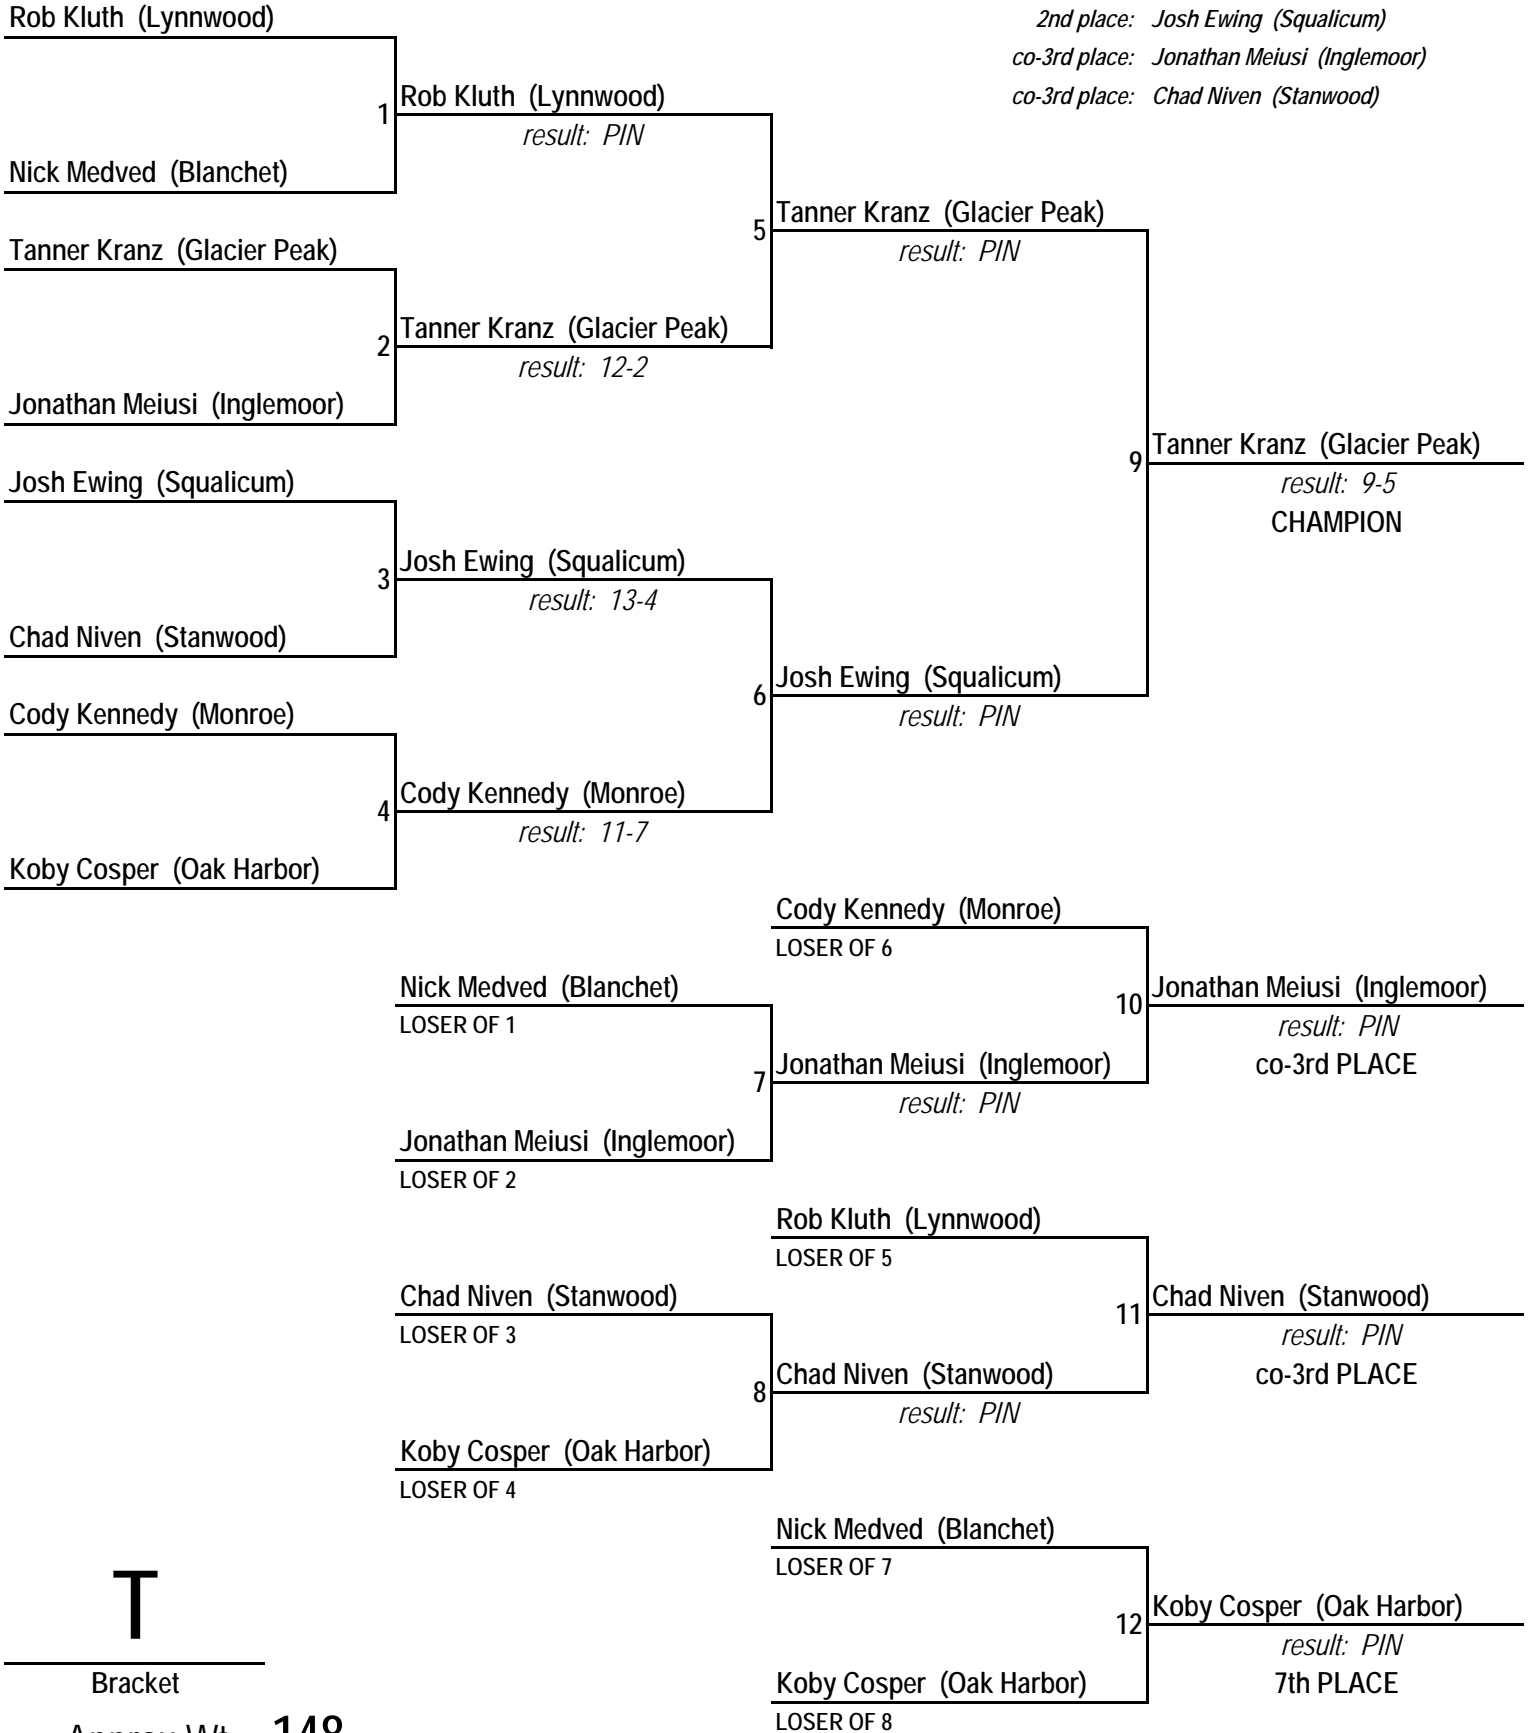 Rob Kluth (Lynnwood)
2nd place: Josh Ewing (Squalicum)
co-3rd place: Jonathan Meiusi (Inglemoor)
co-3rd place: Chad Niven (Stanwood)
1
Rob Kluth (Lynnwood)
result: PIN
Nick Medved (Blanchet)
5
Tanner Kranz (Glacier Peak)
result: PIN
Tanner Kranz (Glacier Peak)
2
Tanner Kranz (Glacier Peak)
result: 12-2
Jonathan Meiusi (Inglemoor)
9
Tanner Kranz (Glacier Peak)
result: 9-5
CHAMPION
Josh Ewing (Squalicum)
3
Josh Ewing (Squalicum)
result: 13-4
Chad Niven (Stanwood)
6
Josh Ewing (Squalicum)
result: PIN
Cody Kennedy (Monroe)
4
Cody Kennedy (Monroe)
result: 11-7
Koby Cosper (Oak Harbor)
Cody Kennedy (Monroe)
LOSER OF 6
Nick Medved (Blanchet)
LOSER OF 1
10
Jonathan Meiusi (Inglemoor)
result: PIN
co-3rd PLACE
7
Jonathan Meiusi (Inglemoor)
result: PIN
Jonathan Meiusi (Inglemoor)
LOSER OF 2
Rob Kluth (Lynnwood)
LOSER OF 5
Chad Niven (Stanwood)
LOSER OF 3
11
Chad Niven (Stanwood)
result: PIN
co-3rd PLACE
8
Chad Niven (Stanwood)
result: PIN
Koby Cosper (Oak Harbor)
LOSER OF 4
Nick Medved (Blanchet)
LOSER OF 7
12
Koby Cosper (Oak Harbor)
result: PIN
7th PLACE
Koby Cosper (Oak Harbor)
LOSER OF 8
T
Bracket
Approx Wt 148